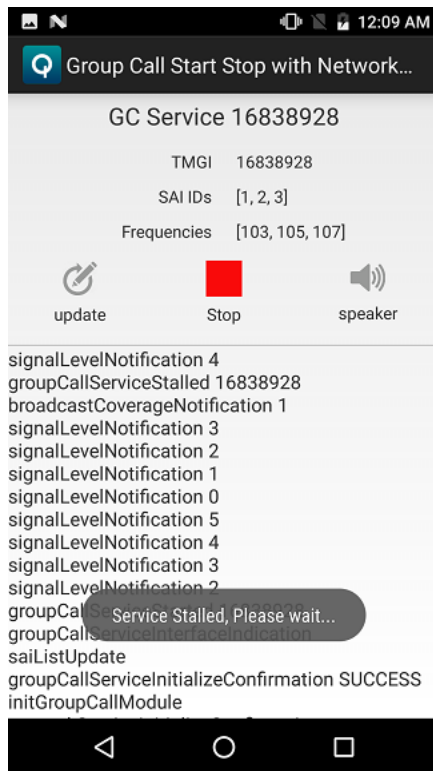 12:09 AM
Group Call Start Stop with Network...
GC Service 16838928
TMGI 16838928
SAI IDs [1, 2, 3]
Frequencies [103, 105, 107]
update Stop speaker
signalLevelNotification 4
groupCallServiceStalled 16838928
broadcastCoverageNotification 1
signalLevelNotification 3
signalLevelNotification 2
signalLevelNotification 1
signalLevelNotification 0
signalLevelNotification 5
signalLevelNotification 4
signalLevelNotification 3
signalLevelNotification 2
Service Stalled, Please wait...
groupCallServiceInterfaceIndication
saiListUpdate
groupCallServiceInitializeConfirmation SUCCESS
initGroupCallModule